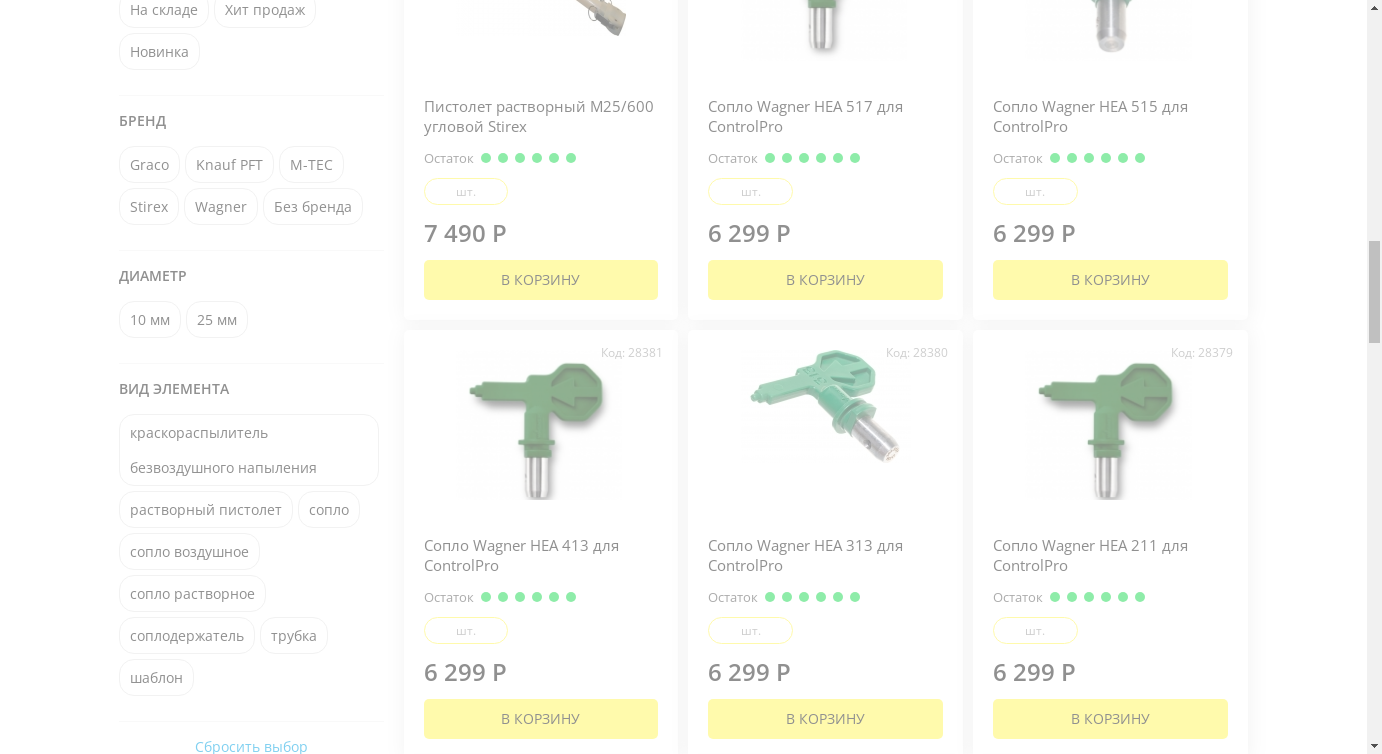 На складе
Хит продаж
Новинка
БРЕНД
Graco
Knauf PFT
M-TEC
Stirex
Wagner
Без бренда
ДИАМЕТР
10 мм
25 мм
ВИД ЭЛЕМЕНТА
краскораспылитель
безвоздушного напыления
растворный пистолет
сопло
сопло воздушное
сопло растворное
соплодержатель
трубка
шаблон
Сбросить выбор
Пистолет растворный М25/600
угловой Stirex
Остаток
шт.
7 490 Р
В КОРЗИНУ
Сопло Wagner HEA 517 для
ControlPro
Остаток
шт.
6 299 Р
В КОРЗИНУ
Сопло Wagner HEA 515 для
ControlPro
Остаток
шт.
6 299 Р
В КОРЗИНУ
Код: 28381
Сопло Wagner HEA 413 для
ControlPro
Остаток
шт.
6 299 Р
В КОРЗИНУ
Код: 28380
Сопло Wagner HEA 313 для
ControlPro
Остаток
шт.
6 299 Р
В КОРЗИНУ
Код: 28379
Сопло Wagner HEA 211 для
ControlPro
Остаток
шт.
6 299 Р
В КОРЗИНУ